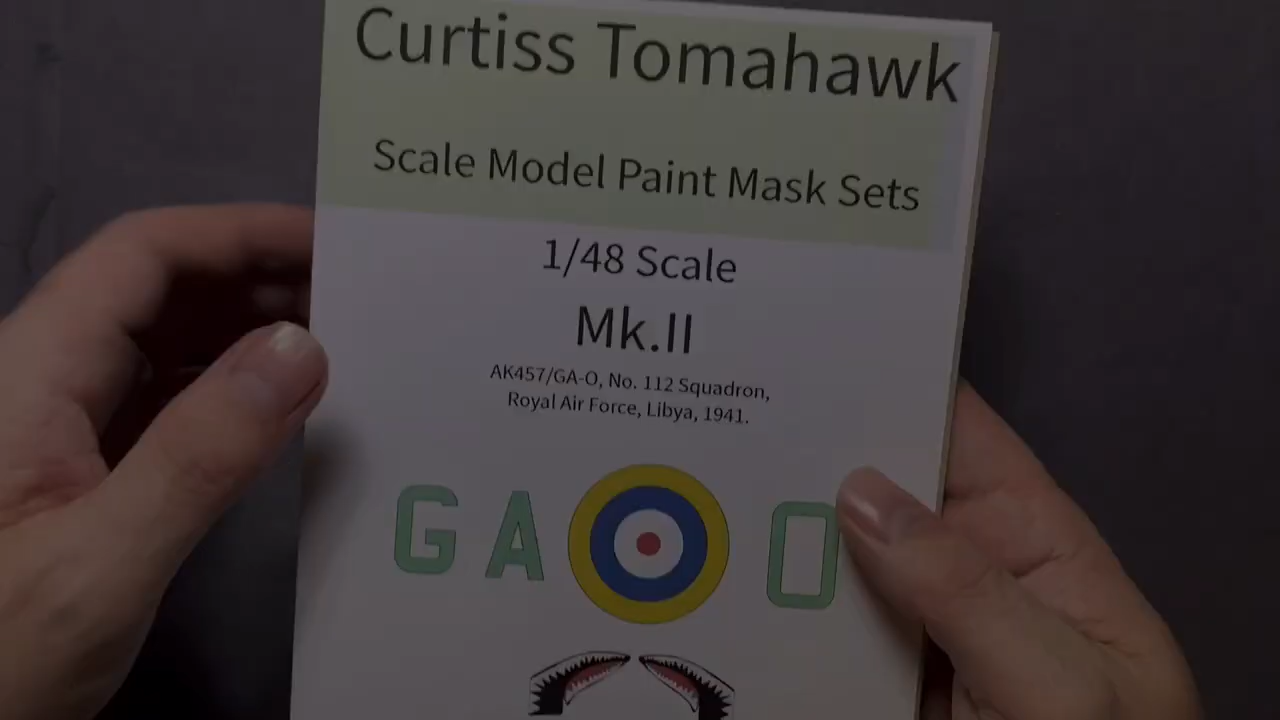 Curtiss Tomahawk
Scale Model Paint Mask Sets
1/48 Scale
Mk.II
AK457/GA-O, No. 112 Squadron,
Royal Air Force, Libya, 1941.
G A O